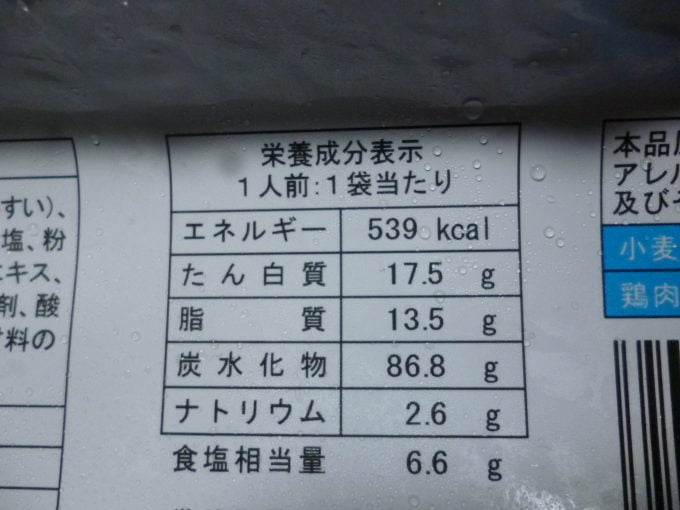 すい)、
塩、粉
エキス、
剤、酸
材料の
栄養成分表示
1人前:1袋当たり
エネルギー 539 kcal
たん白質 17.5 g
脂質 13.5 g
炭水化物 86.8 g
ナトリウム 2.6 g
食塩相当量 6.6 g
本品
アレル
及びそ
小麦
鶏肉